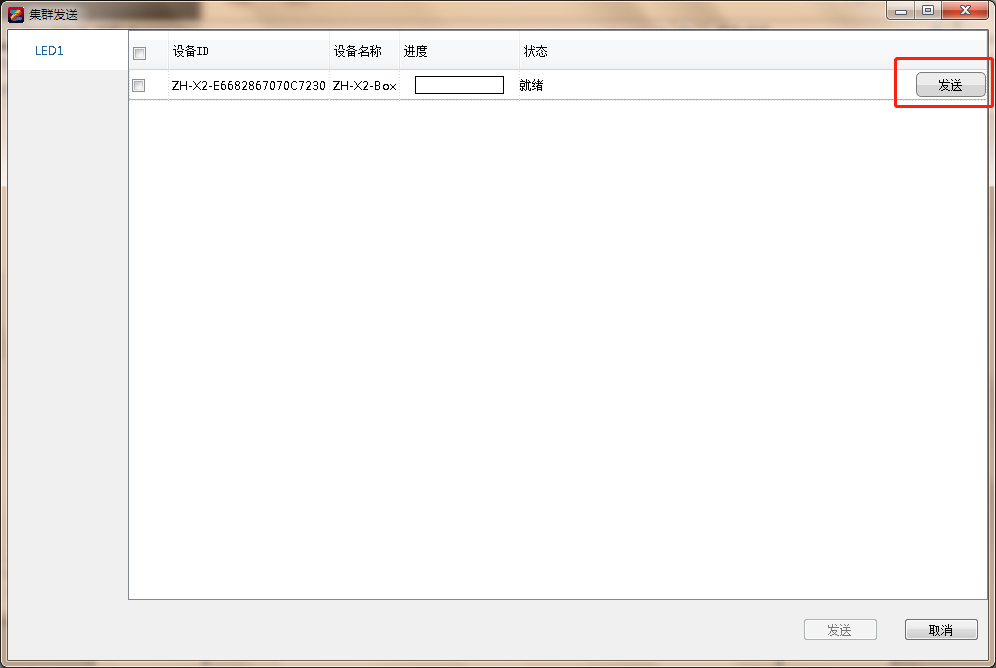 集群发送
LED1
设备ID 设备名称 进度 状态
ZH-X2-E6682867070C7230 ZH-X2-Box 就绪 发送
发送 取消